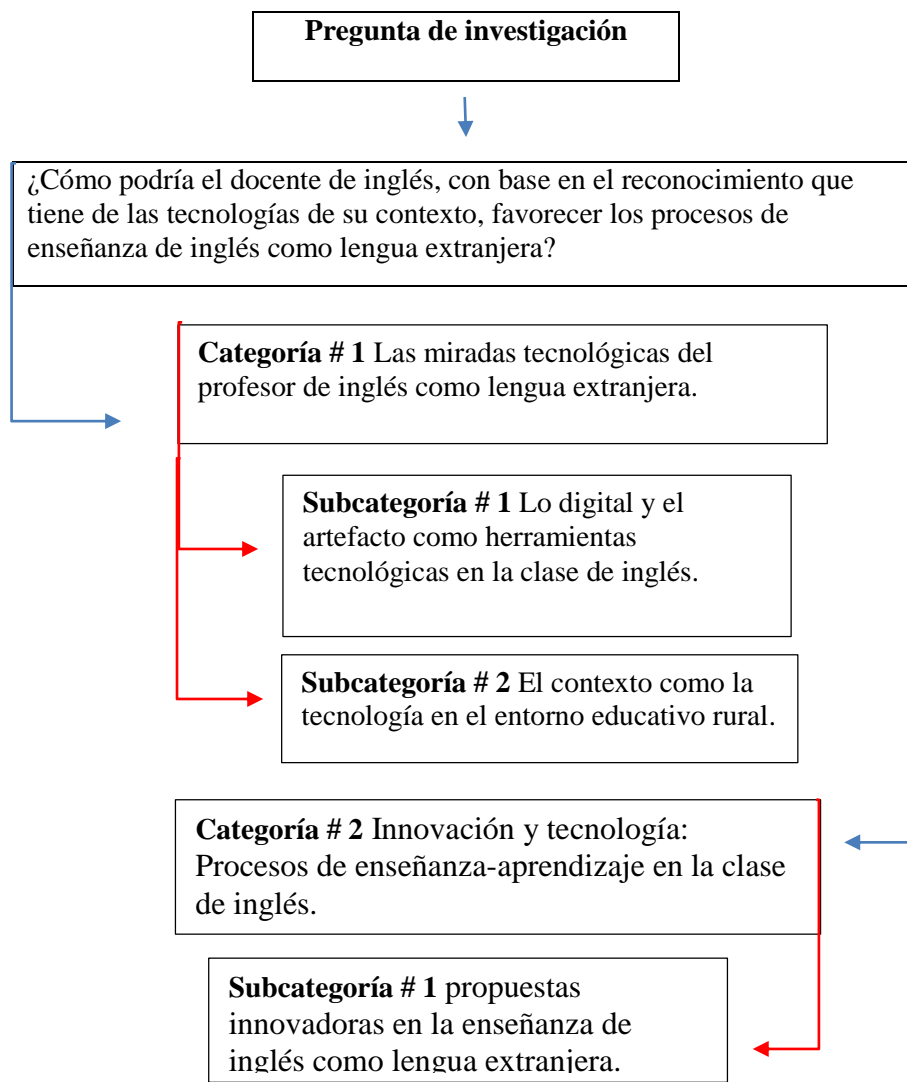 Pregunta de investigación
¿Cómo podría el docente de inglés, con base en el reconocimiento que
tiene de las tecnologías de su contexto, favorecer los procesos de
enseñanza de inglés como lengua extranjera?
Categoría # 1 Las miradas tecnológicas del
profesor de inglés como lengua extranjera.
Subcategoría # 1 Lo digital y el
artefacto como herramientas
tecnológicas en la clase de inglés.
Subcategoría # 2 El contexto como la
tecnología en el entorno educativo rural.
Categoría # 2 Innovación y tecnología:
Procesos de enseñanza-aprendizaje en la clase
de inglés.
Subcategoría # 1 propuestas
innovadoras en la enseñanza de
inglés como lengua extranjera.